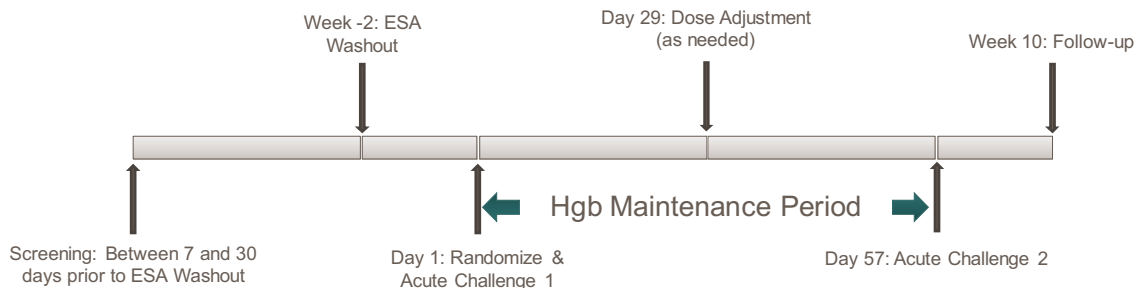 Week -2: ESA
Washout
Day 29: Dose Adjustment
(as needed)
Week 10: Follow-up
Hgb Maintenance Period
Screening: Between 7 and 30
days prior to ESA Washout
Day 1: Randomize &
Acute Challenge 1
Day 57: Acute Challenge 2